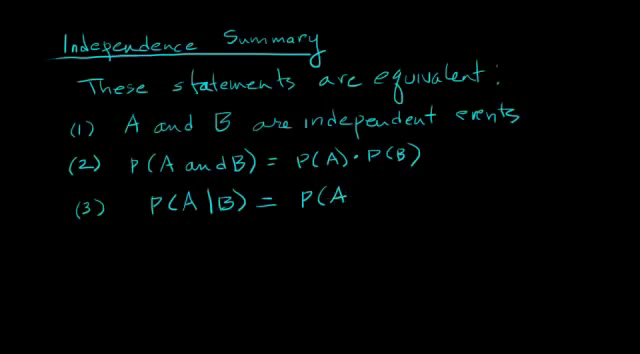 Independence Summary
These statements are equivalent:
(1) A and B are independent events
(2) P(A and B) = P(A) · P(B)
(3) P(A|B) = P(A